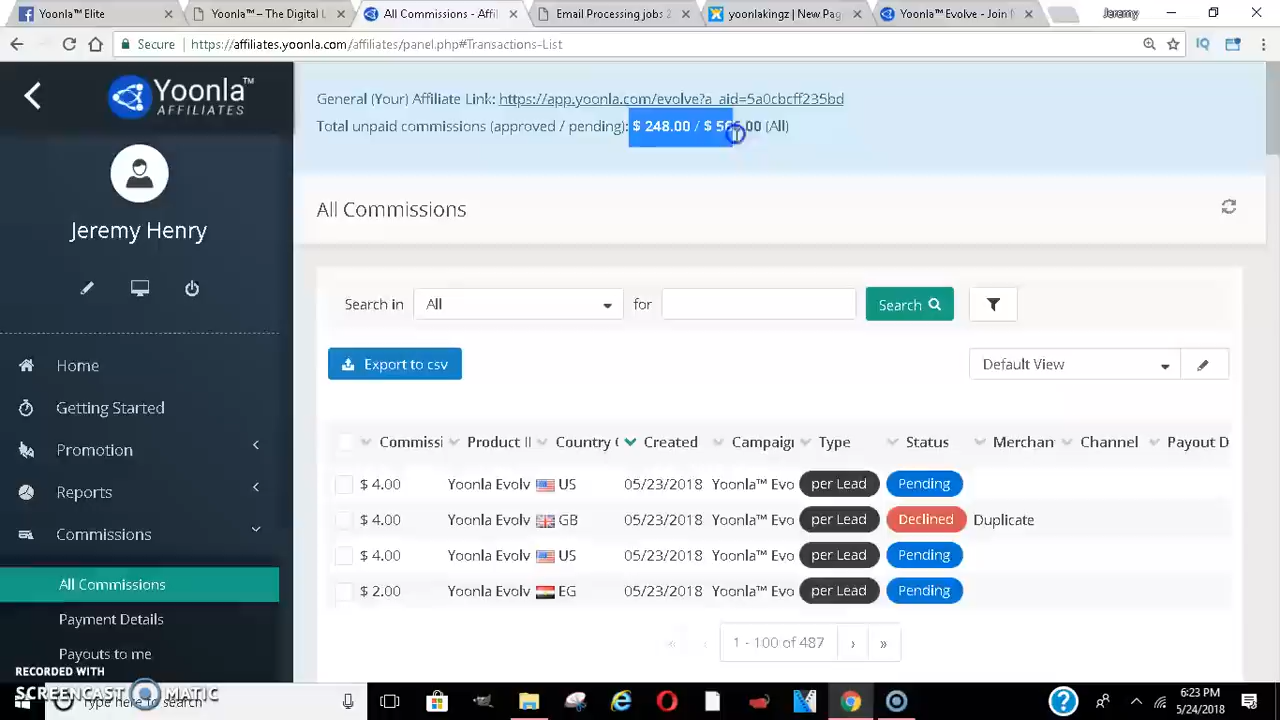 Yoonla™ Elite
Yoonla™ – The Digital L
All Commissions - Affili
Email Processing jobs 2
yoonlakingz | New Page
Yoonla™ Evolve - Join N
Jeremy
Secure
https://affiliates.yoonla.com/affiliates/panel.php#Transactions-List
Yoonla™
AFFILIATES
General (Your) Affiliate Link: https://app.yoonla.com/evolve?a_aid=5a0cbcff235bd
Total unpaid commissions (approved / pending): $ 248.00 / $ .00 (All)
Jeremy Henry
All Commissions
Search in All for Search
Export to csv
Default View
Home
Getting Started
Promotion
Reports
Commissions
All Commissions
Payment Details
Payouts to me
Commissi Product I Country ( Created Campaign Type Status Merchan Channel Payout D
$ 4.00 Yoonla Evolv US 05/23/2018 Yoonla™ Evo per Lead Pending
$ 4.00 Yoonla Evolv GB 05/23/2018 Yoonla™ Evo per Lead Declined Duplicate
$ 4.00 Yoonla Evolv US 05/23/2018 Yoonla™ Evo per Lead Pending
$ 2.00 Yoonla Evolv EG 05/23/2018 Yoonla™ Evo per Lead Pending
« ‹ 1 - 100 of 487 › »
RECORDED WITH
SCREENCAST MATIC
Type here to search
6:23 PM
5/24/2018